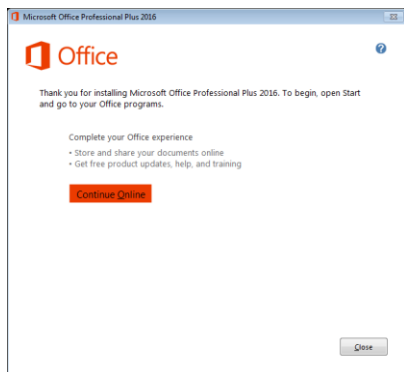 Microsoft Office Professional Plus 2016
Office
Thank you for installing Microsoft Office Professional Plus 2016. To begin, open Start
and go to your Office programs.
Complete your Office experience
• Store and share your documents online
• Get free product updates, help, and training
Continue Online
Close